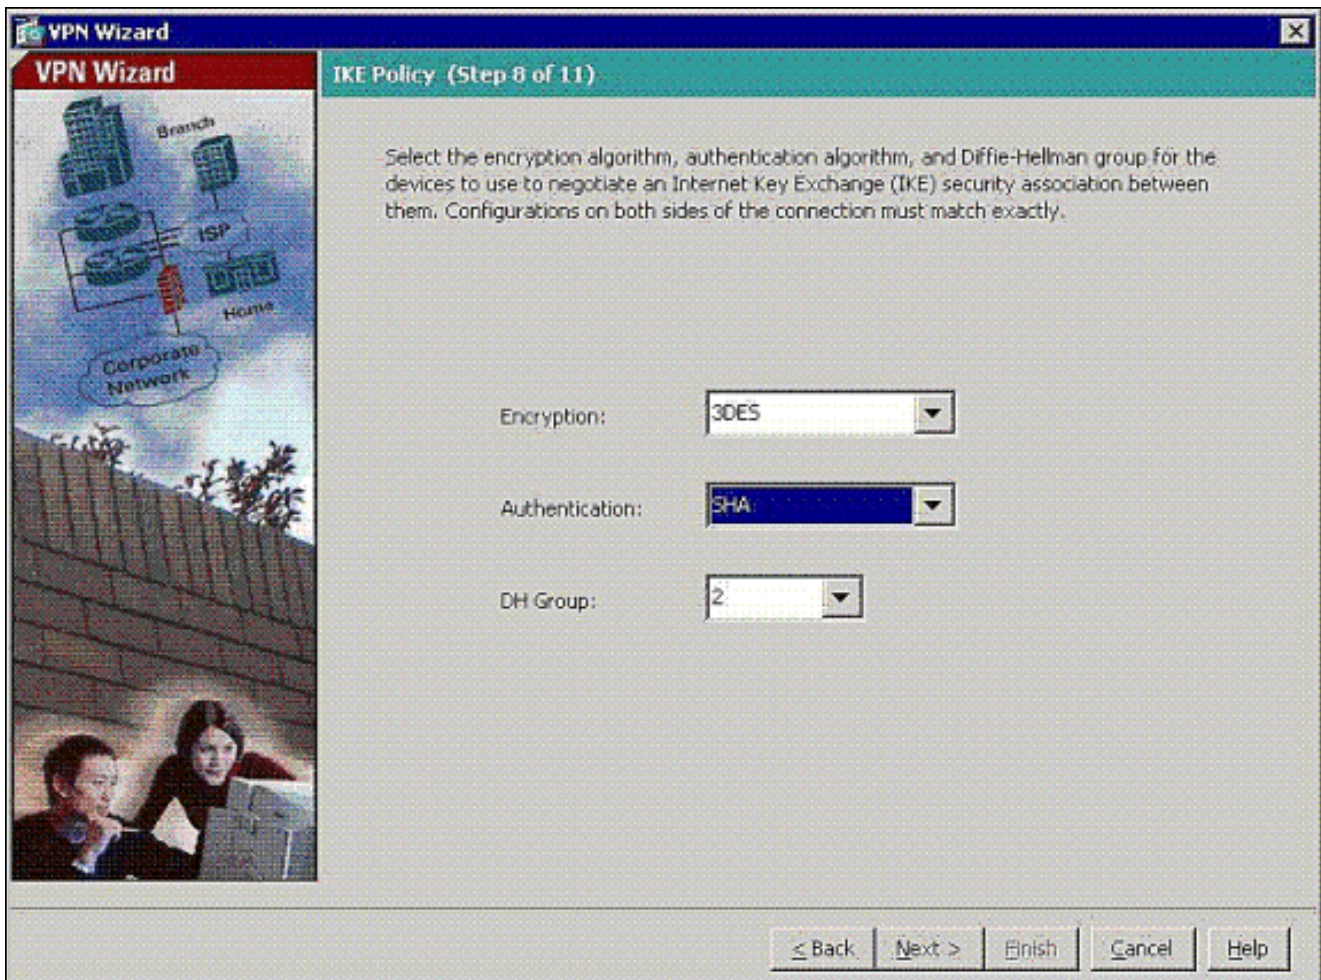 VPN Wizard
VPN Wizard
IKE Policy (Step 8 of 11)
Branch
ISP
Home
Corporate
Network
Select the encryption algorithm, authentication algorithm, and Diffie-Hellman group for the
devices to use to negotiate an Internet Key Exchange (IKE) security association between
them. Configurations on both sides of the connection must match exactly.
Encryption: 3DES
Authentication: SHA
DH Group: 2
< Back Next > Finish Cancel Help